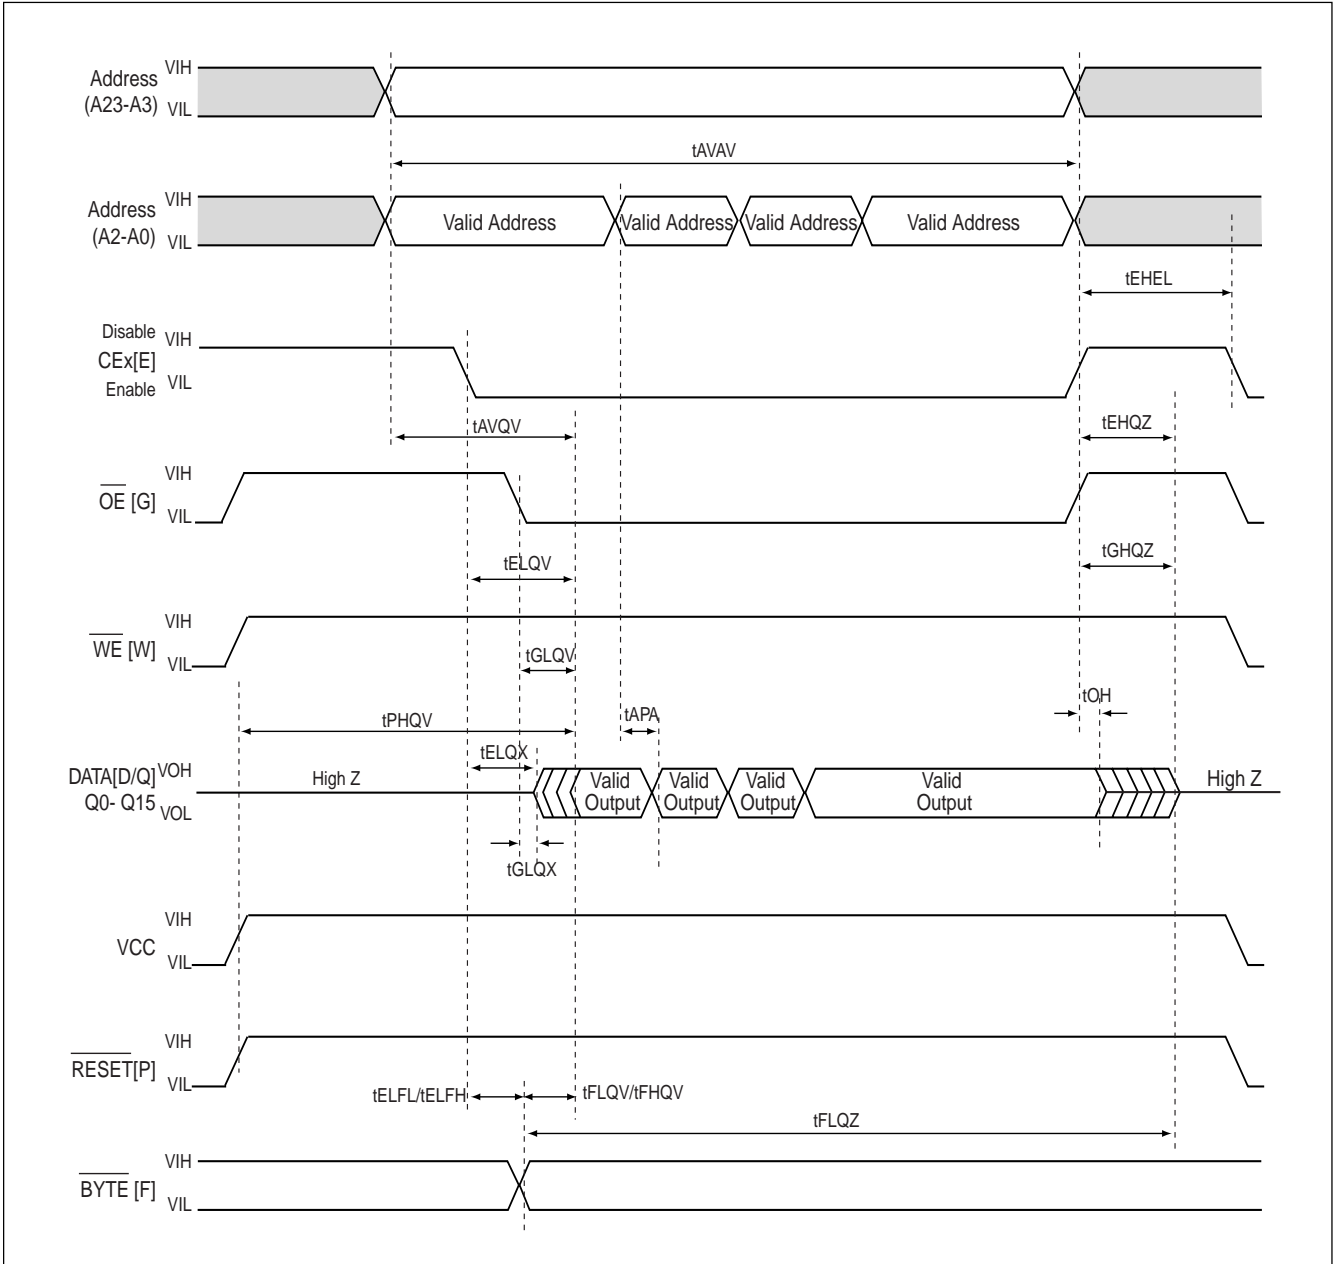 Address VIH
(A23-A3) VIL
tAVAV
Address VIH
(A2-A0) VIL
Valid Address Valid Address Valid Address Valid Address
tEHEL
Disable VIH
CEx[E]
Enable VIL
tAVQV tEHQZ
VIH
OE [G]
VIL
tELQV tGHQZ
VIH
WE [W]
VIL
tGLQV
tPHQV tAPA tOH
tELQX
DATA[D/Q] VOH
Q0- Q15 VOL
High Z Valid Valid Valid Valid High Z
Output Output Output Output
tGLQX
VIH
VCC
VIL
VIH
RESET[P]
VIL
tELFL/tELFH tFLQV/tFHQV
tFLQZ
VIH
BYTE [F]
VIL